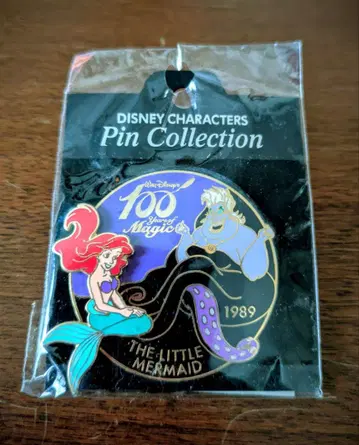 DISNEY CHARACTERS
Pin Collection
Walt Disney's
100
Years of
Magic
1989
THE LITTLE
MERMAID